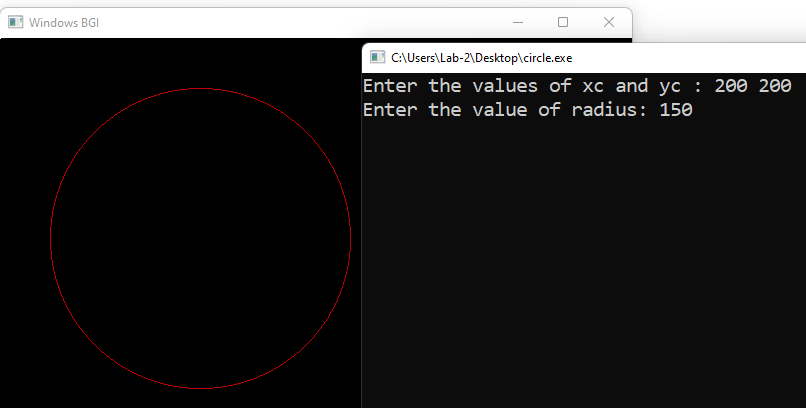 Windows BGI
C:\Users\Lab-2\Desktop\circle.exe
Enter the values of xc and yc : 200 200
Enter the value of radius: 150